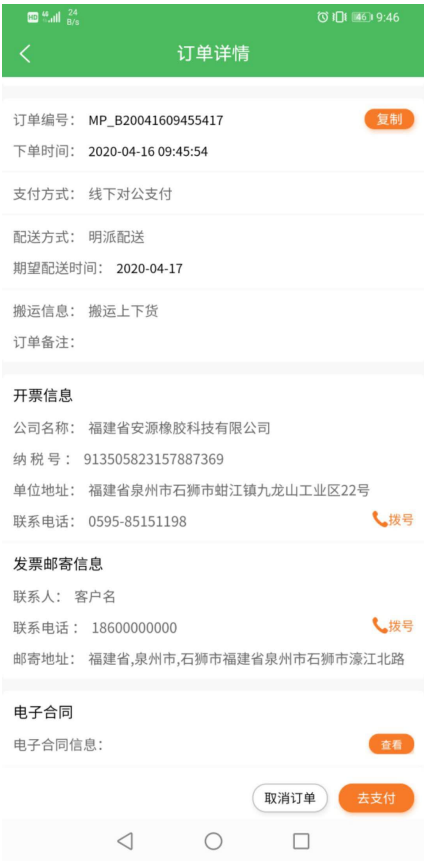 HD 4G 24 B/s 46 9:46
订单详情
订单编号： MP_B20041609455417 复制
下单时间： 2020-04-16 09:45:54
支付方式： 线下对公支付
配送方式： 明派配送
期望配送时间： 2020-04-17
搬运信息： 搬运上下货
订单备注：
开票信息
公司名称： 福建省安源橡胶科技有限公司
纳 税 号 ： 913505823157887369
单位地址： 福建省泉州市石狮市蚶江镇九龙山工业区22号
联系电话： 0595-85151198 拨号
发票邮寄信息
联系人： 客户名
联系电话 ： 18600000000 拨号
邮寄地址： 福建省,泉州市,石狮市福建省泉州市石狮市濠江北路
电子合同
电子合同信息： 查看
取消订单 去支付